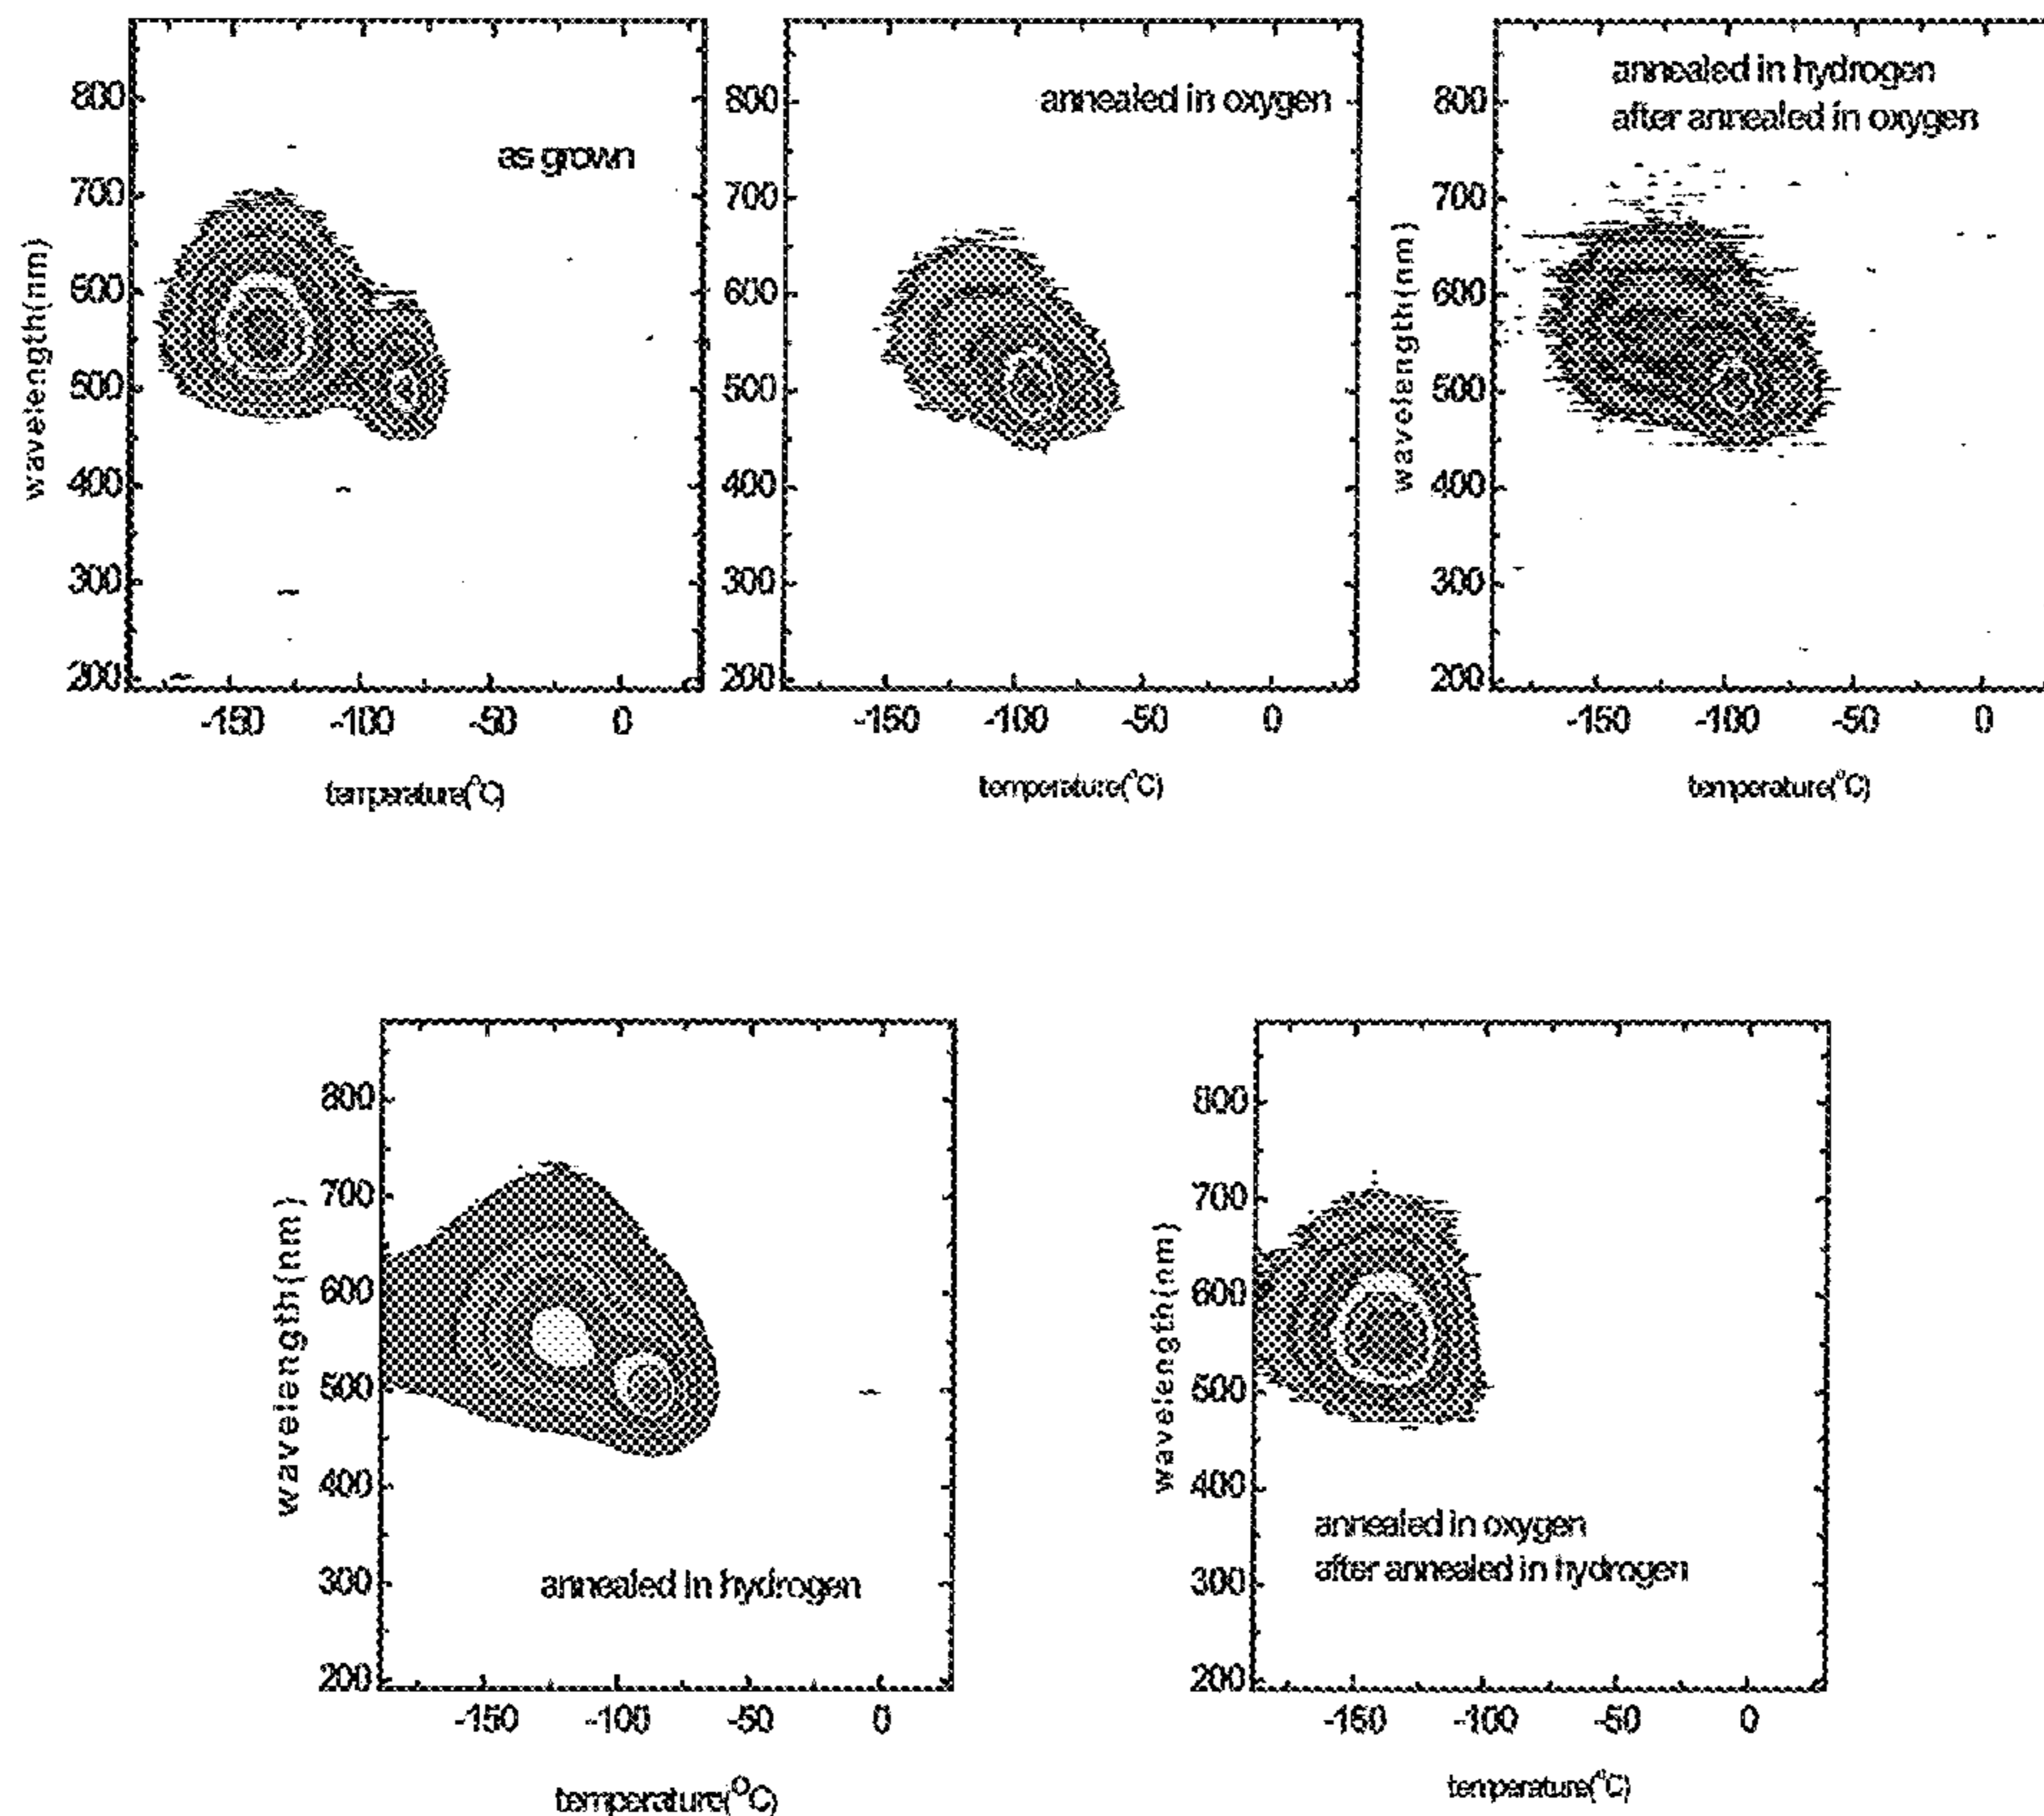 as grown
wavelength(nm)
800
700
600
500
400
300
200
-150 -100 -50 0
temperature(°C)
annealed in oxygen
800
700
600
500
400
300
200
-150 -100 -50 0
temperature(°C)
annealed in hydrogen
after annealed in oxygen
wavelength(nm)
800
700
600
500
400
300
200
-150 -100 -50 0
temperature(°C)
wavelength(nm)
800
700
600
500
400
300
200
annealed in hydrogen
-150 -100 -50 0
temperature(°C)
wavelength(nm)
800
700
600
500
400
300
200
annealed in oxygen
after annealed in hydrogen
-150 -100 -50 0
temperature(°C)